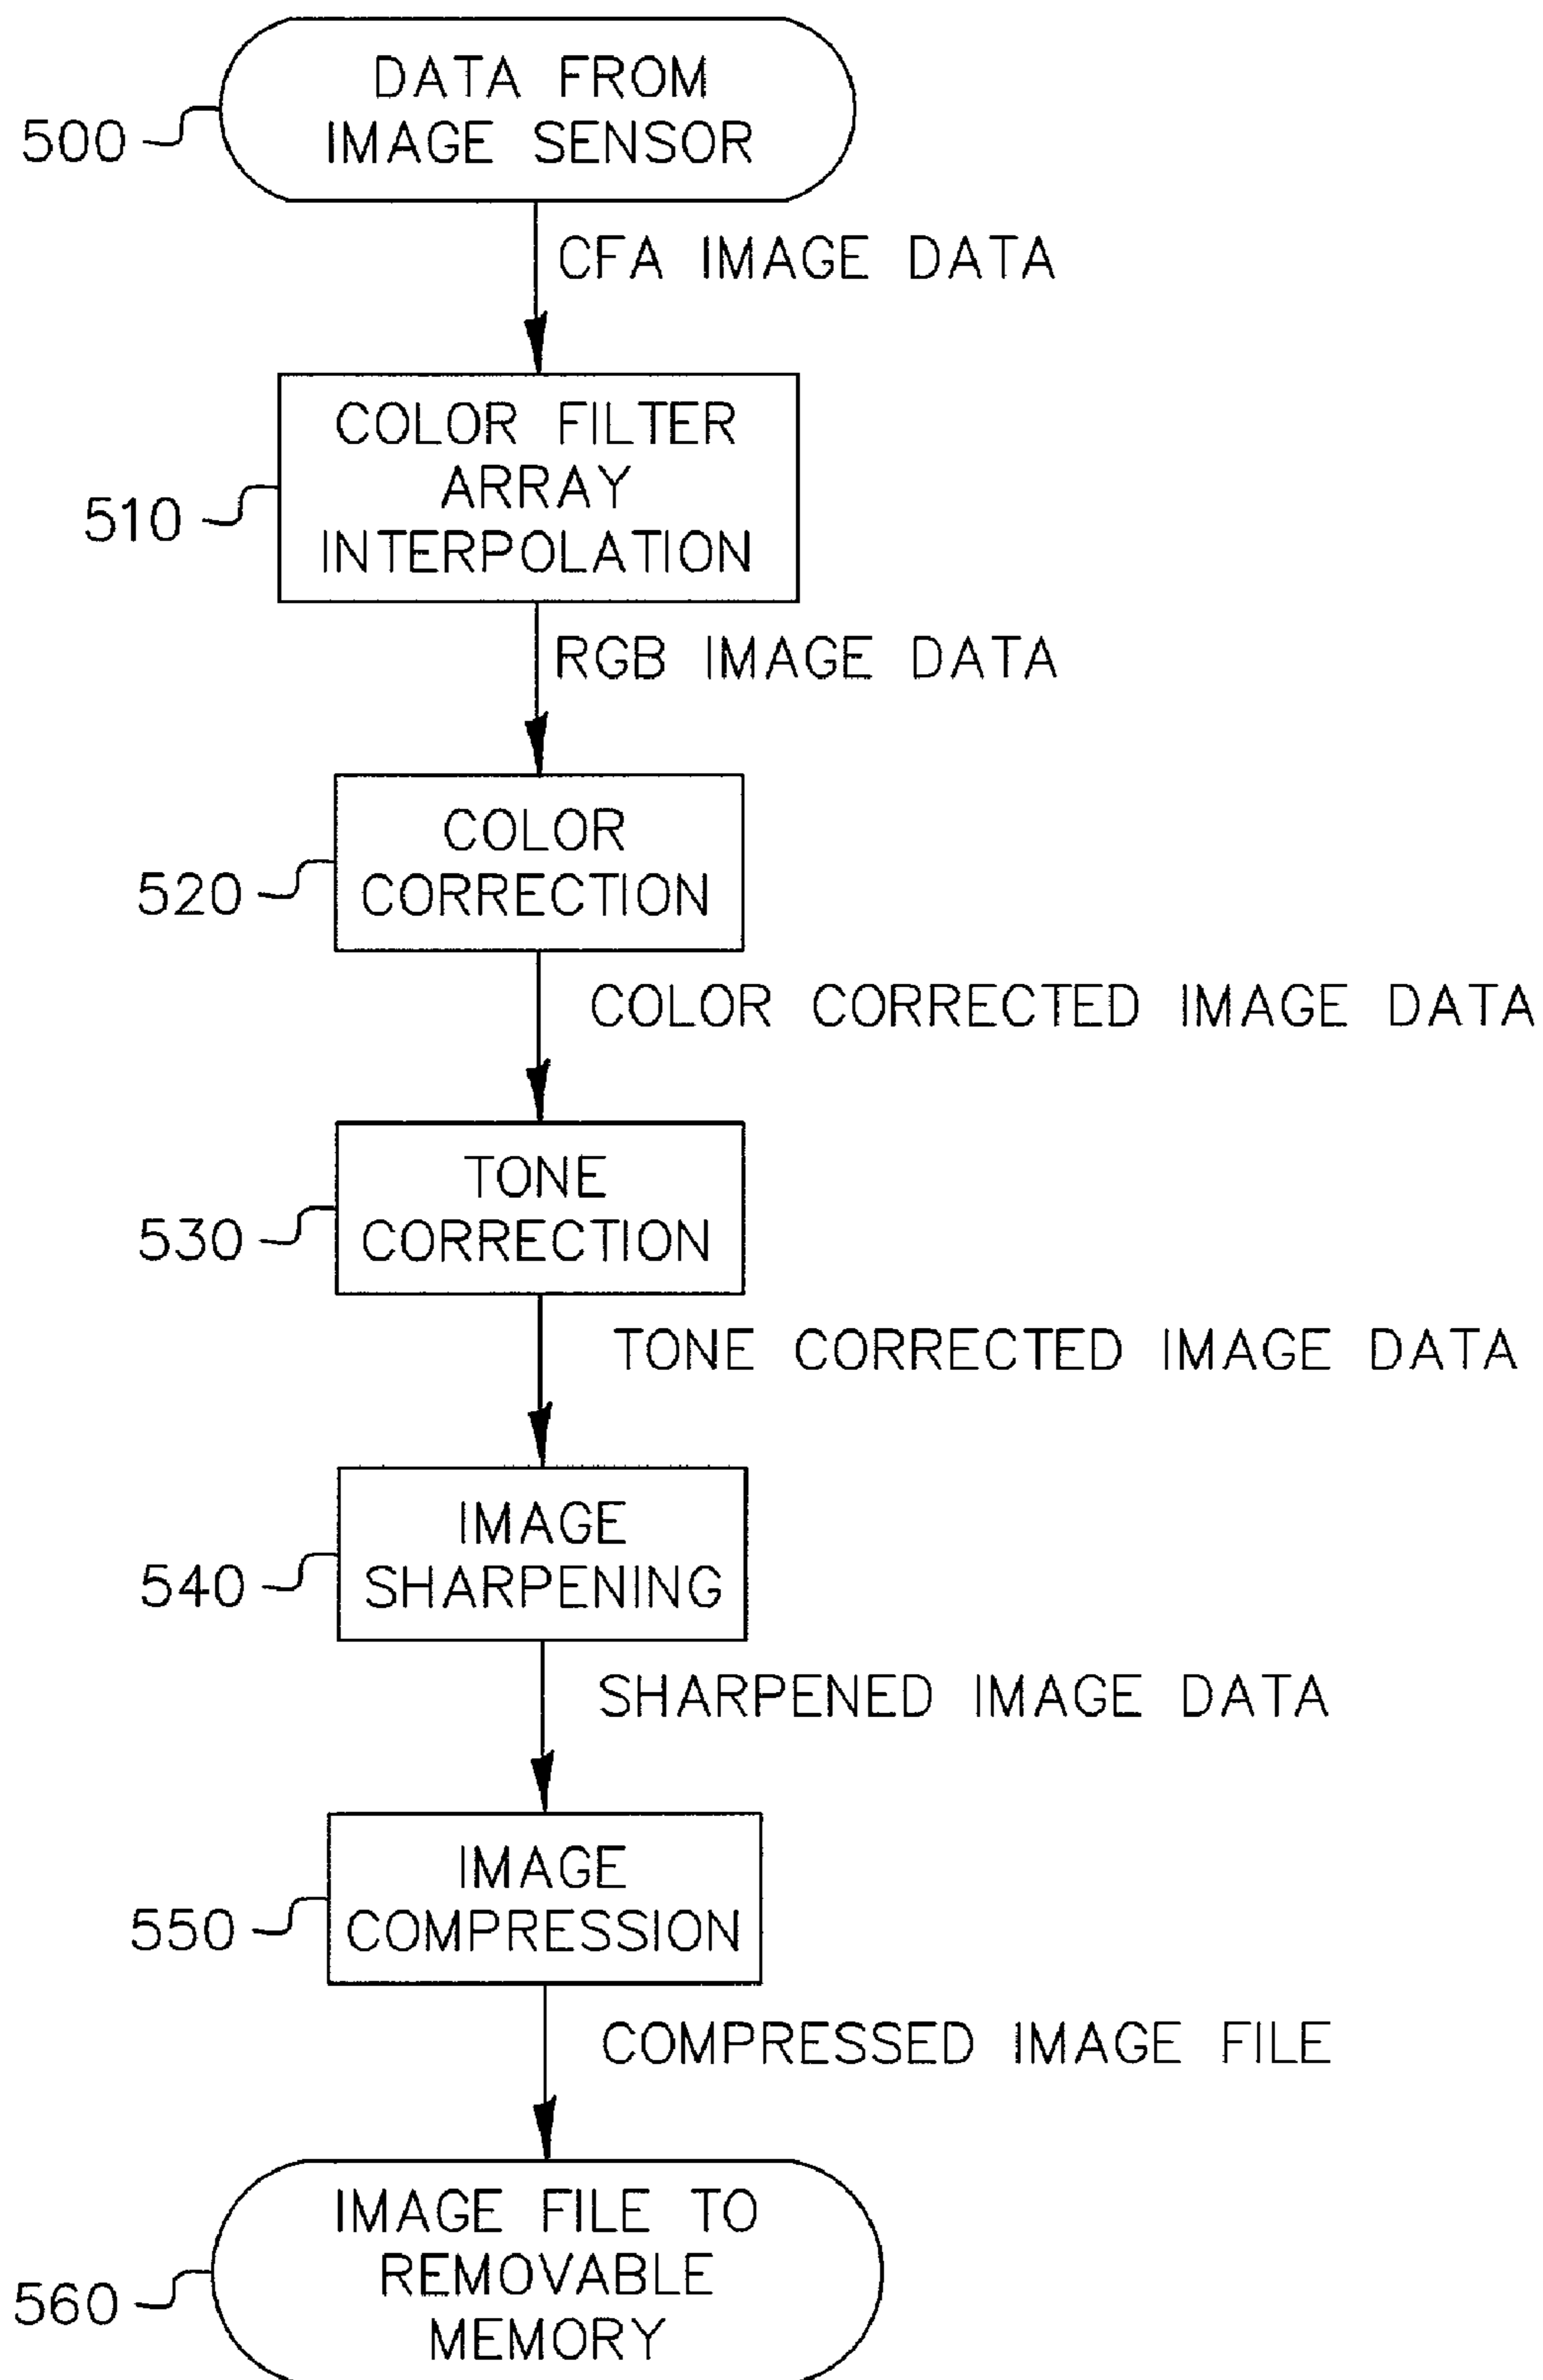 DATA FROM
IMAGE SENSOR
500
CFA IMAGE DATA
COLOR FILTER
ARRAY
INTERPOLATION
510
RGB IMAGE DATA
COLOR
CORRECTION
520
COLOR CORRECTED IMAGE DATA
TONE
CORRECTION
530
TONE CORRECTED IMAGE DATA
IMAGE
SHARPENING
540
SHARPENED IMAGE DATA
IMAGE
COMPRESSION
550
COMPRESSED IMAGE FILE
IMAGE FILE TO
REMOVABLE
MEMORY
560